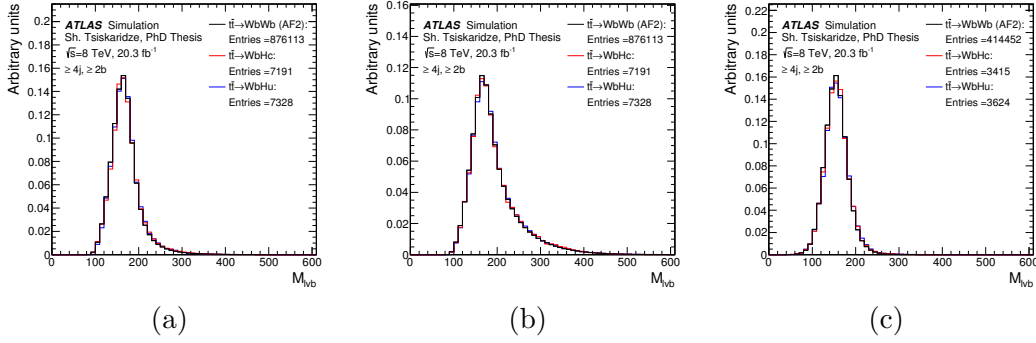 Arbitrary units
0.2
0.18
0.16
0.14
0.12
0.1
0.08
0.06
0.04
0.02
0
ATLAS Simulation
Sh. Tsiskaridze, PhD Thesis
√s=8 TeV, 20.3 fb⁻¹
≥ 4j, ≥ 2b
tt̄→WbWb (AF2):
Entries =876113
tt̄→WbHc:
Entries =7191
tt̄→WbHu:
Entries =7328
0 100 200 300 400 500 600
M_lνb
(a)
Arbitrary units
0.16
0.14
0.12
0.1
0.08
0.06
0.04
0.02
0
ATLAS Simulation
Sh. Tsiskaridze, PhD Thesis
√s=8 TeV, 20.3 fb⁻¹
≥ 4j, ≥ 2b
tt̄→WbWb (AF2):
Entries =876113
tt̄→WbHc:
Entries =7191
tt̄→WbHu:
Entries =7328
0 100 200 300 400 500 600
M_lνb
(b)
Arbitrary units
0.22
0.2
0.18
0.16
0.14
0.12
0.1
0.08
0.06
0.04
0.02
0
ATLAS Simulation
Sh. Tsiskaridze, PhD Thesis
√s=8 TeV, 20.3 fb⁻¹
≥ 4j, ≥ 2b
tt̄→WbWb (AF2):
Entries =414452
tt̄→WbHc:
Entries =3415
tt̄→WbHu:
Entries =3624
0 100 200 300 400 500 600
M_lνb
(c)